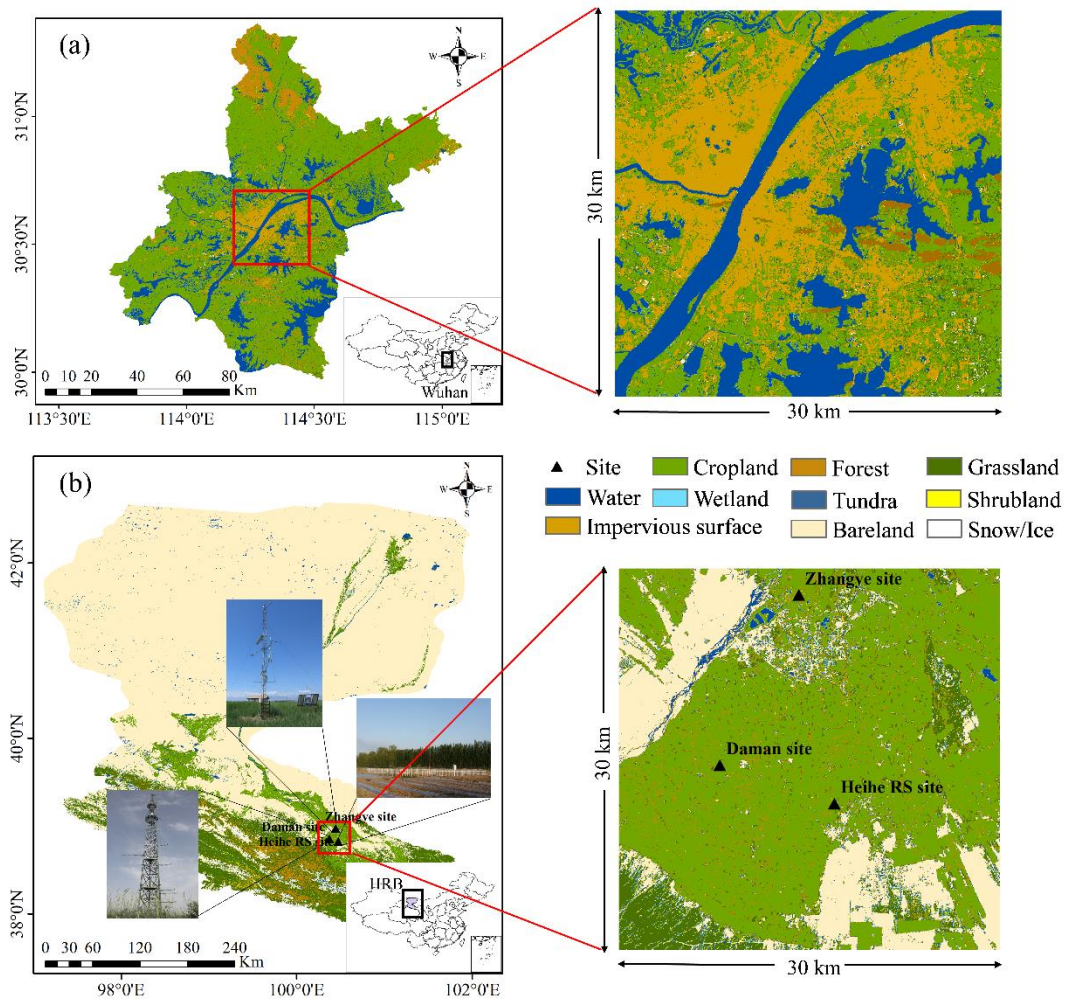 (a)
N
W E
S
31°0'N
30°30'N
30°0'N
0 5 10 20 40 60 80
Km
Wuhan
113°30'E 114°0'E 114°30'E 115°0'E
30 km
30 km
(b)
N
W E
S
42°N
40°N
38°N
Zhangye site
Daman site
Heihe RS site
HRB
0 30 60 120 180 240
Km
98°0'E 100°0'E 102°0'E
Site Cropland Forest Grassland
Water Wetland Tundra Shrubland
Impervious surface Bareland Snow/Ice
Zhangye site
Daman site
Heihe RS site
30 km
30 km